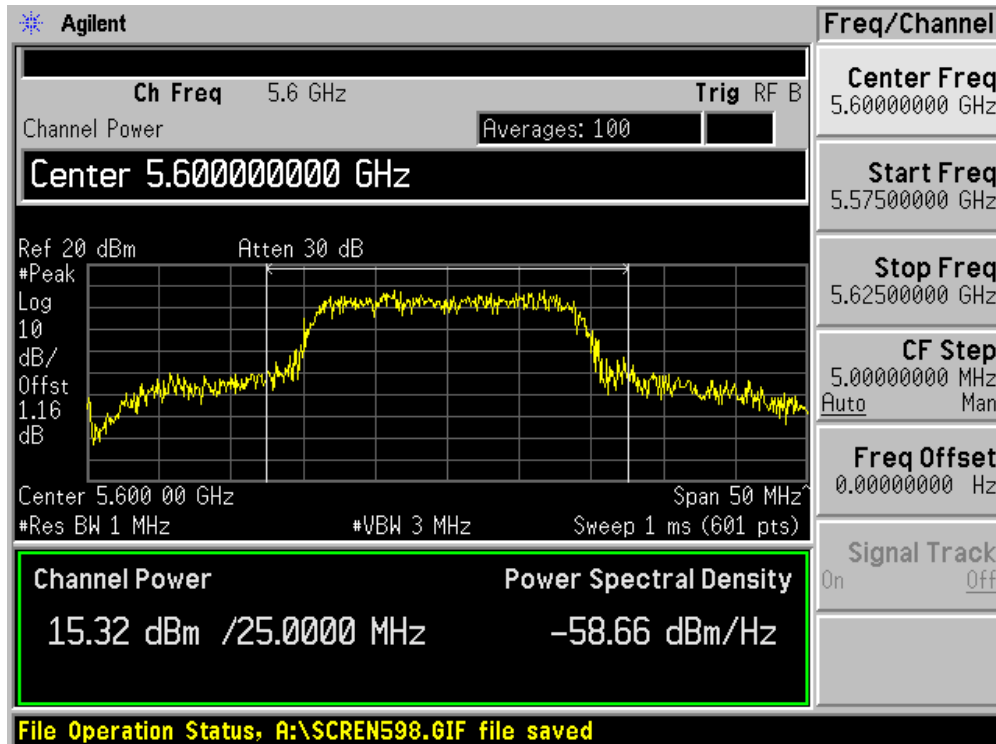 Agilent
Freq/Channel
Ch Freq 5.6 GHz Trig RF B
Channel Power Averages: 100
Center 5.600000000 GHz
Ref 20 dBm Atten 30 dB
#Peak
Log
10
dB/
Offst
1.16
dB
Center 5.600 00 GHz Span 50 MHz^
#Res BW 1 MHz #VBW 3 MHz Sweep 1 ms (601 pts)
Channel Power Power Spectral Density
15.32 dBm /25.0000 MHz -58.66 dBm/Hz
File Operation Status, A:\SCREN598.GIF file saved
Center Freq
5.60000000 GHz
Start Freq
5.57500000 GHz
Stop Freq
5.62500000 GHz
CF Step
5.00000000 MHz
Auto Man
Freq Offset
0.00000000 Hz
Signal Track
On Off